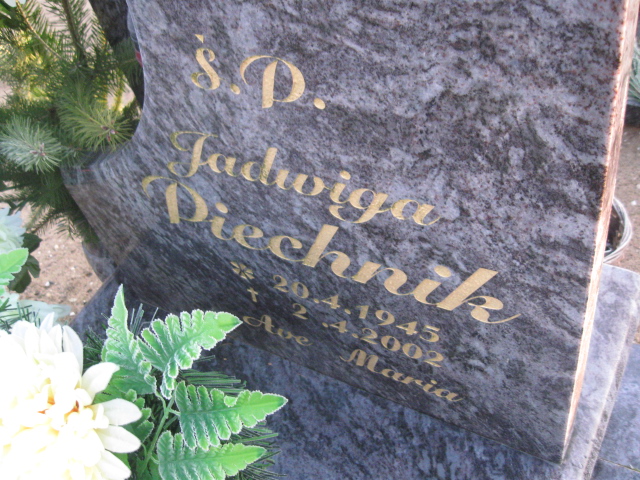 ś.P.
Jadwiga
Piechnik
* 20.4.1945
† 2.4.2002
Ave Maria